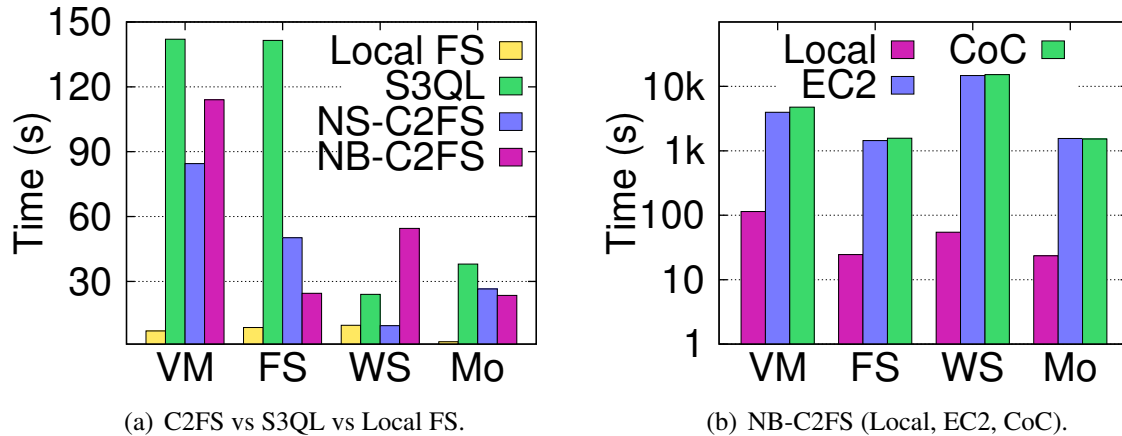 150
120
90
60
30
Time (s)
Local FS
S3QL
NS-C2FS
NB-C2FS
VM FS WS Mo
(a) C2FS vs S3QL vs Local FS.
10k
1k
100
10
1
Time (s)
Local CoC
EC2
VM FS WS Mo
(b) NB-C2FS (Local, EC2, CoC).